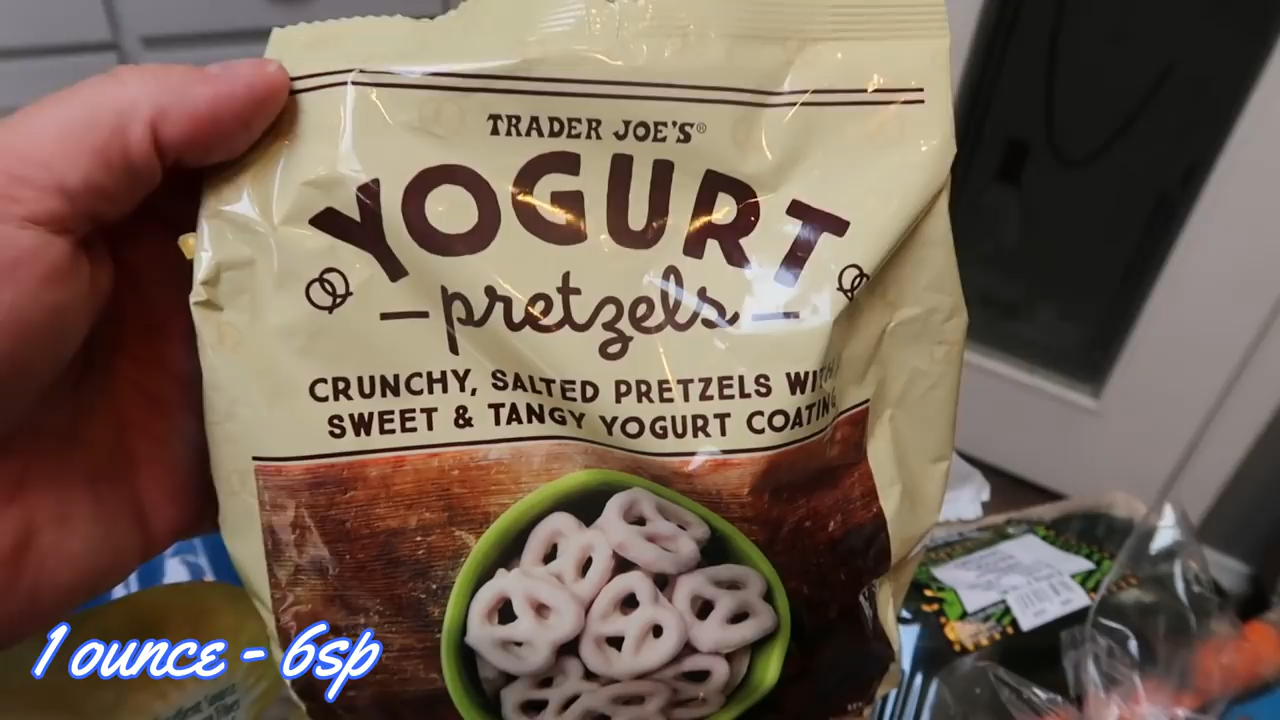 TRADER JOE'S®
YOGURT
pretzels
CRUNCHY, SALTED PRETZELS WITH
SWEET & TANGY YOGURT COATING
1 ounce - 6sp